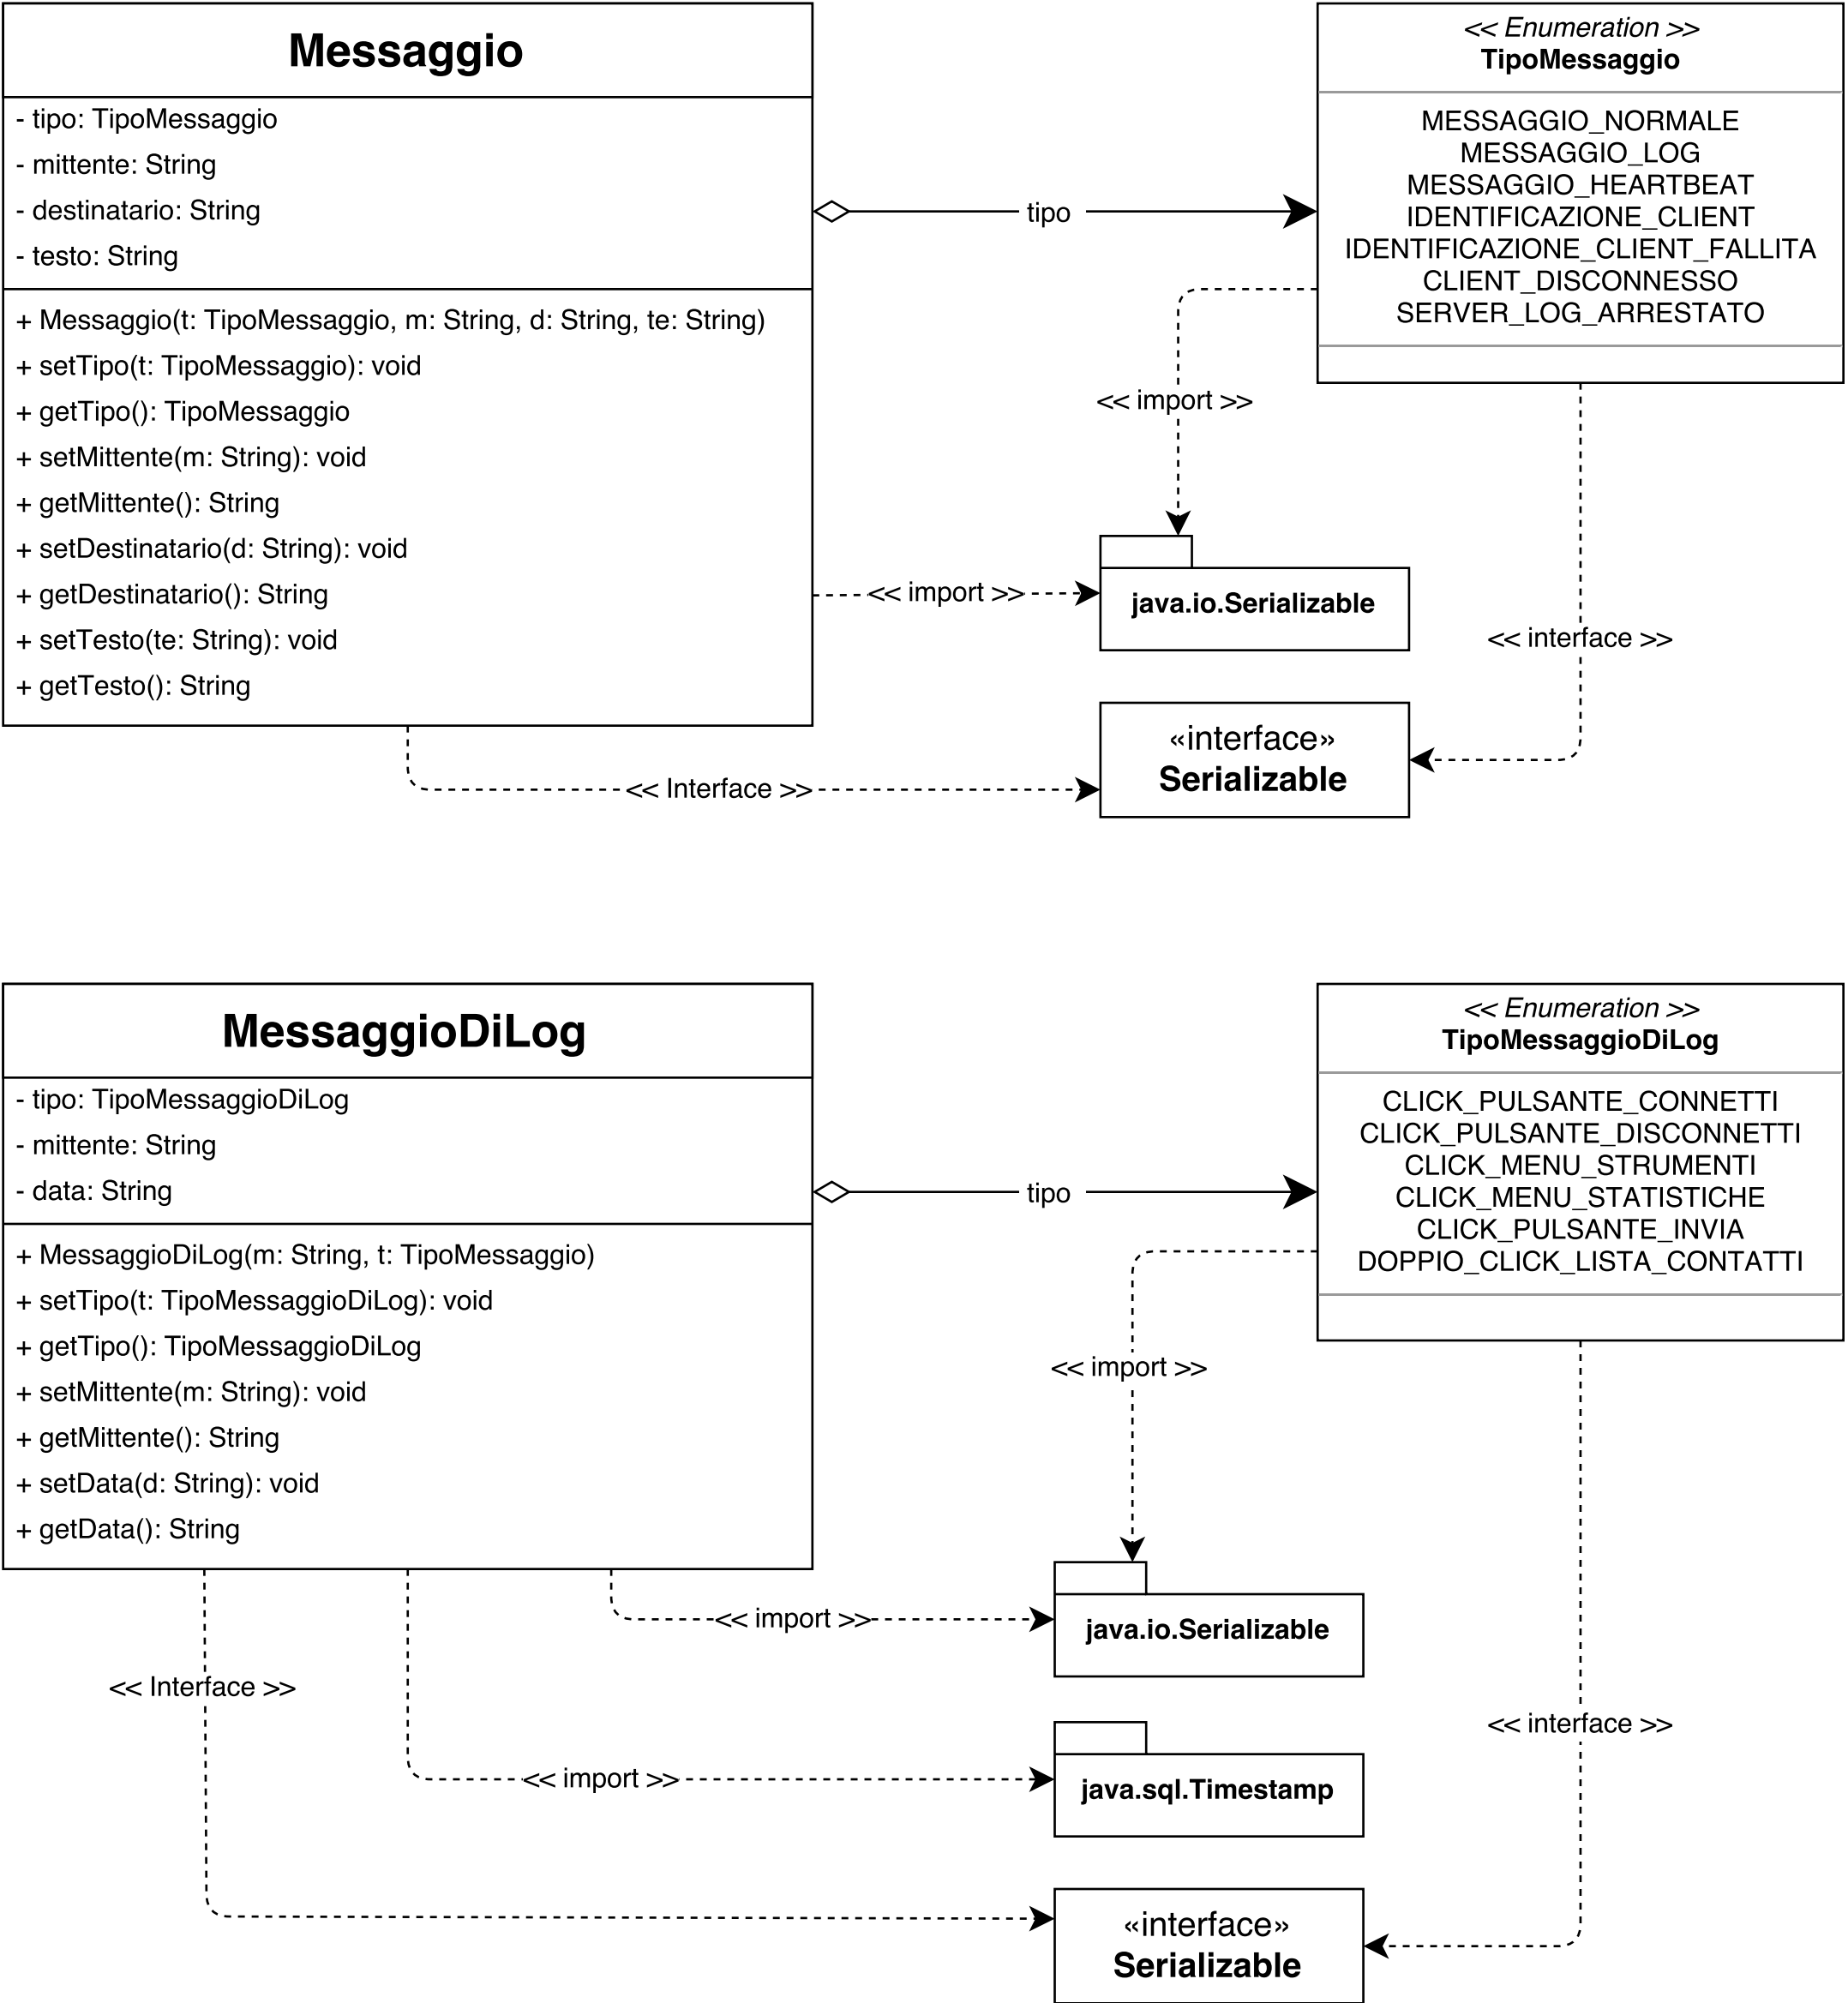 Messaggio
- tipo: TipoMessaggio
- mittente: String
- destinatario: String
- testo: String
+ Messaggio(t: TipoMessaggio, m: String, d: String, te: String)
+ setTipo(t: TipoMessaggio): void
+ getTipo(): TipoMessaggio
+ setMittente(m: String): void
+ getMittente(): String
+ setDestinatario(d: String): void
+ getDestinatario(): String
+ setTesto(te: String): void
+ getTesto(): String
tipo
<< Enumeration >>
TipoMessaggio
MESSAGGIO_NORMALE
MESSAGGIO_LOG
MESSAGGIO_HEARTBEAT
IDENTIFICAZIONE_CLIENT
IDENTIFICAZIONE_CLIENT_FALLITA
CLIENT_DISCONNESSO
SERVER_LOG_ARRESTATO
<< import >>
<< import >>
java.io.Serializable
<< interface >>
«interface»
Serializable
<< Interface >>
MessaggioDiLog
- tipo: TipoMessaggioDiLog
- mittente: String
- data: String
+ MessaggioDiLog(m: String, t: TipoMessaggio)
+ setTipo(t: TipoMessaggioDiLog): void
+ getTipo(): TipoMessaggioDiLog
+ setMittente(m: String): void
+ getMittente(): String
+ setData(d: String): void
+ getData(): String
tipo
<< Enumeration >>
TipoMessaggioDiLog
CLICK_PULSANTE_CONNETTI
CLICK_PULSANTE_DISCONNETTI
CLICK_MENU_STRUMENTI
CLICK_MENU_STATISTICHE
CLICK_PULSANTE_INVIA
DOPPIO_CLICK_LISTA_CONTATTI
<< import >>
<< import >>
java.io.Serializable
<< Interface >>
<< interface >>
<< import >>
java.sql.Timestamp
«interface»
Serializable